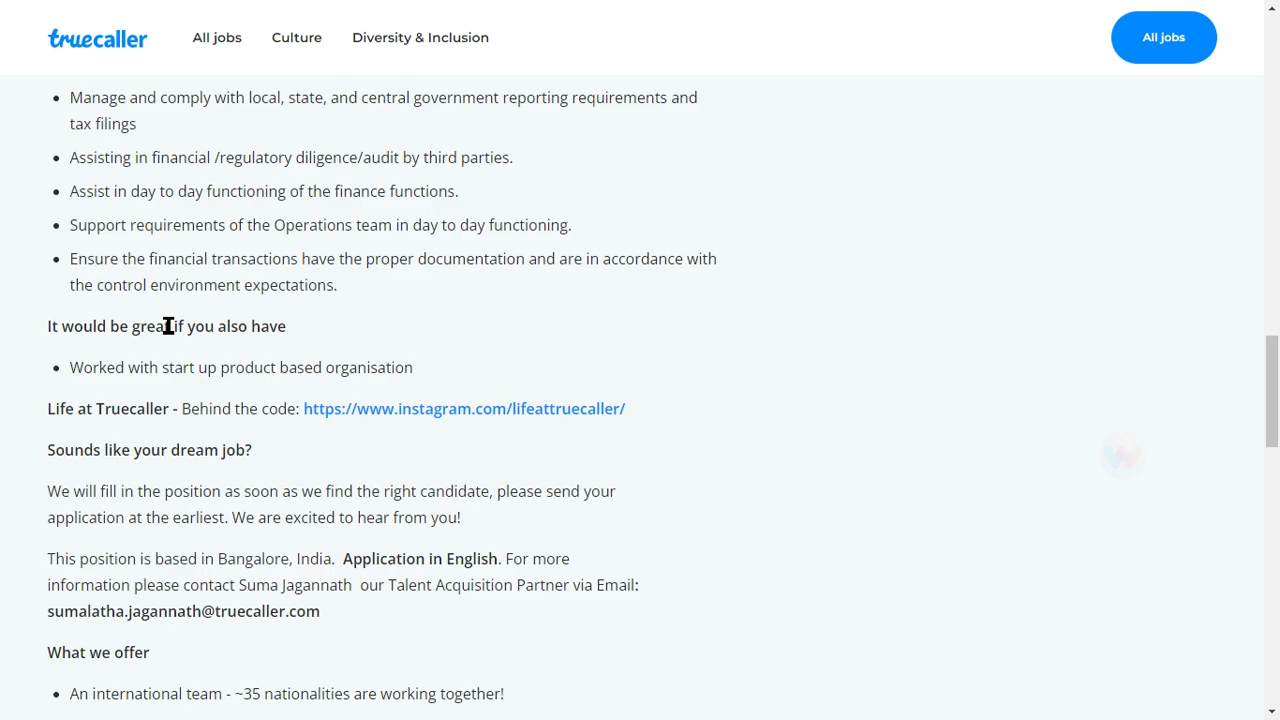 truecaller
All jobs
Culture
Diversity & Inclusion
All jobs
• Manage and comply with local, state, and central government reporting requirements and
tax filings
• Assisting in financial /regulatory diligence/audit by third parties.
• Assist in day to day functioning of the finance functions.
• Support requirements of the Operations team in day to day functioning.
• Ensure the financial transactions have the proper documentation and are in accordance with
the control environment expectations.
It would be great if you also have
• Worked with start up product based organisation
Life at Truecaller - Behind the code: https://www.instagram.com/lifeattruecaller/
Sounds like your dream job?
We will fill in the position as soon as we find the right candidate, please send your
application at the earliest. We are excited to hear from you!
This position is based in Bangalore, India.  Application in English. For more
information please contact Suma Jagannath  our Talent Acquisition Partner via Email:
sumalatha.jagannath@truecaller.com
What we offer
• An international team - ~35 nationalities are working together!